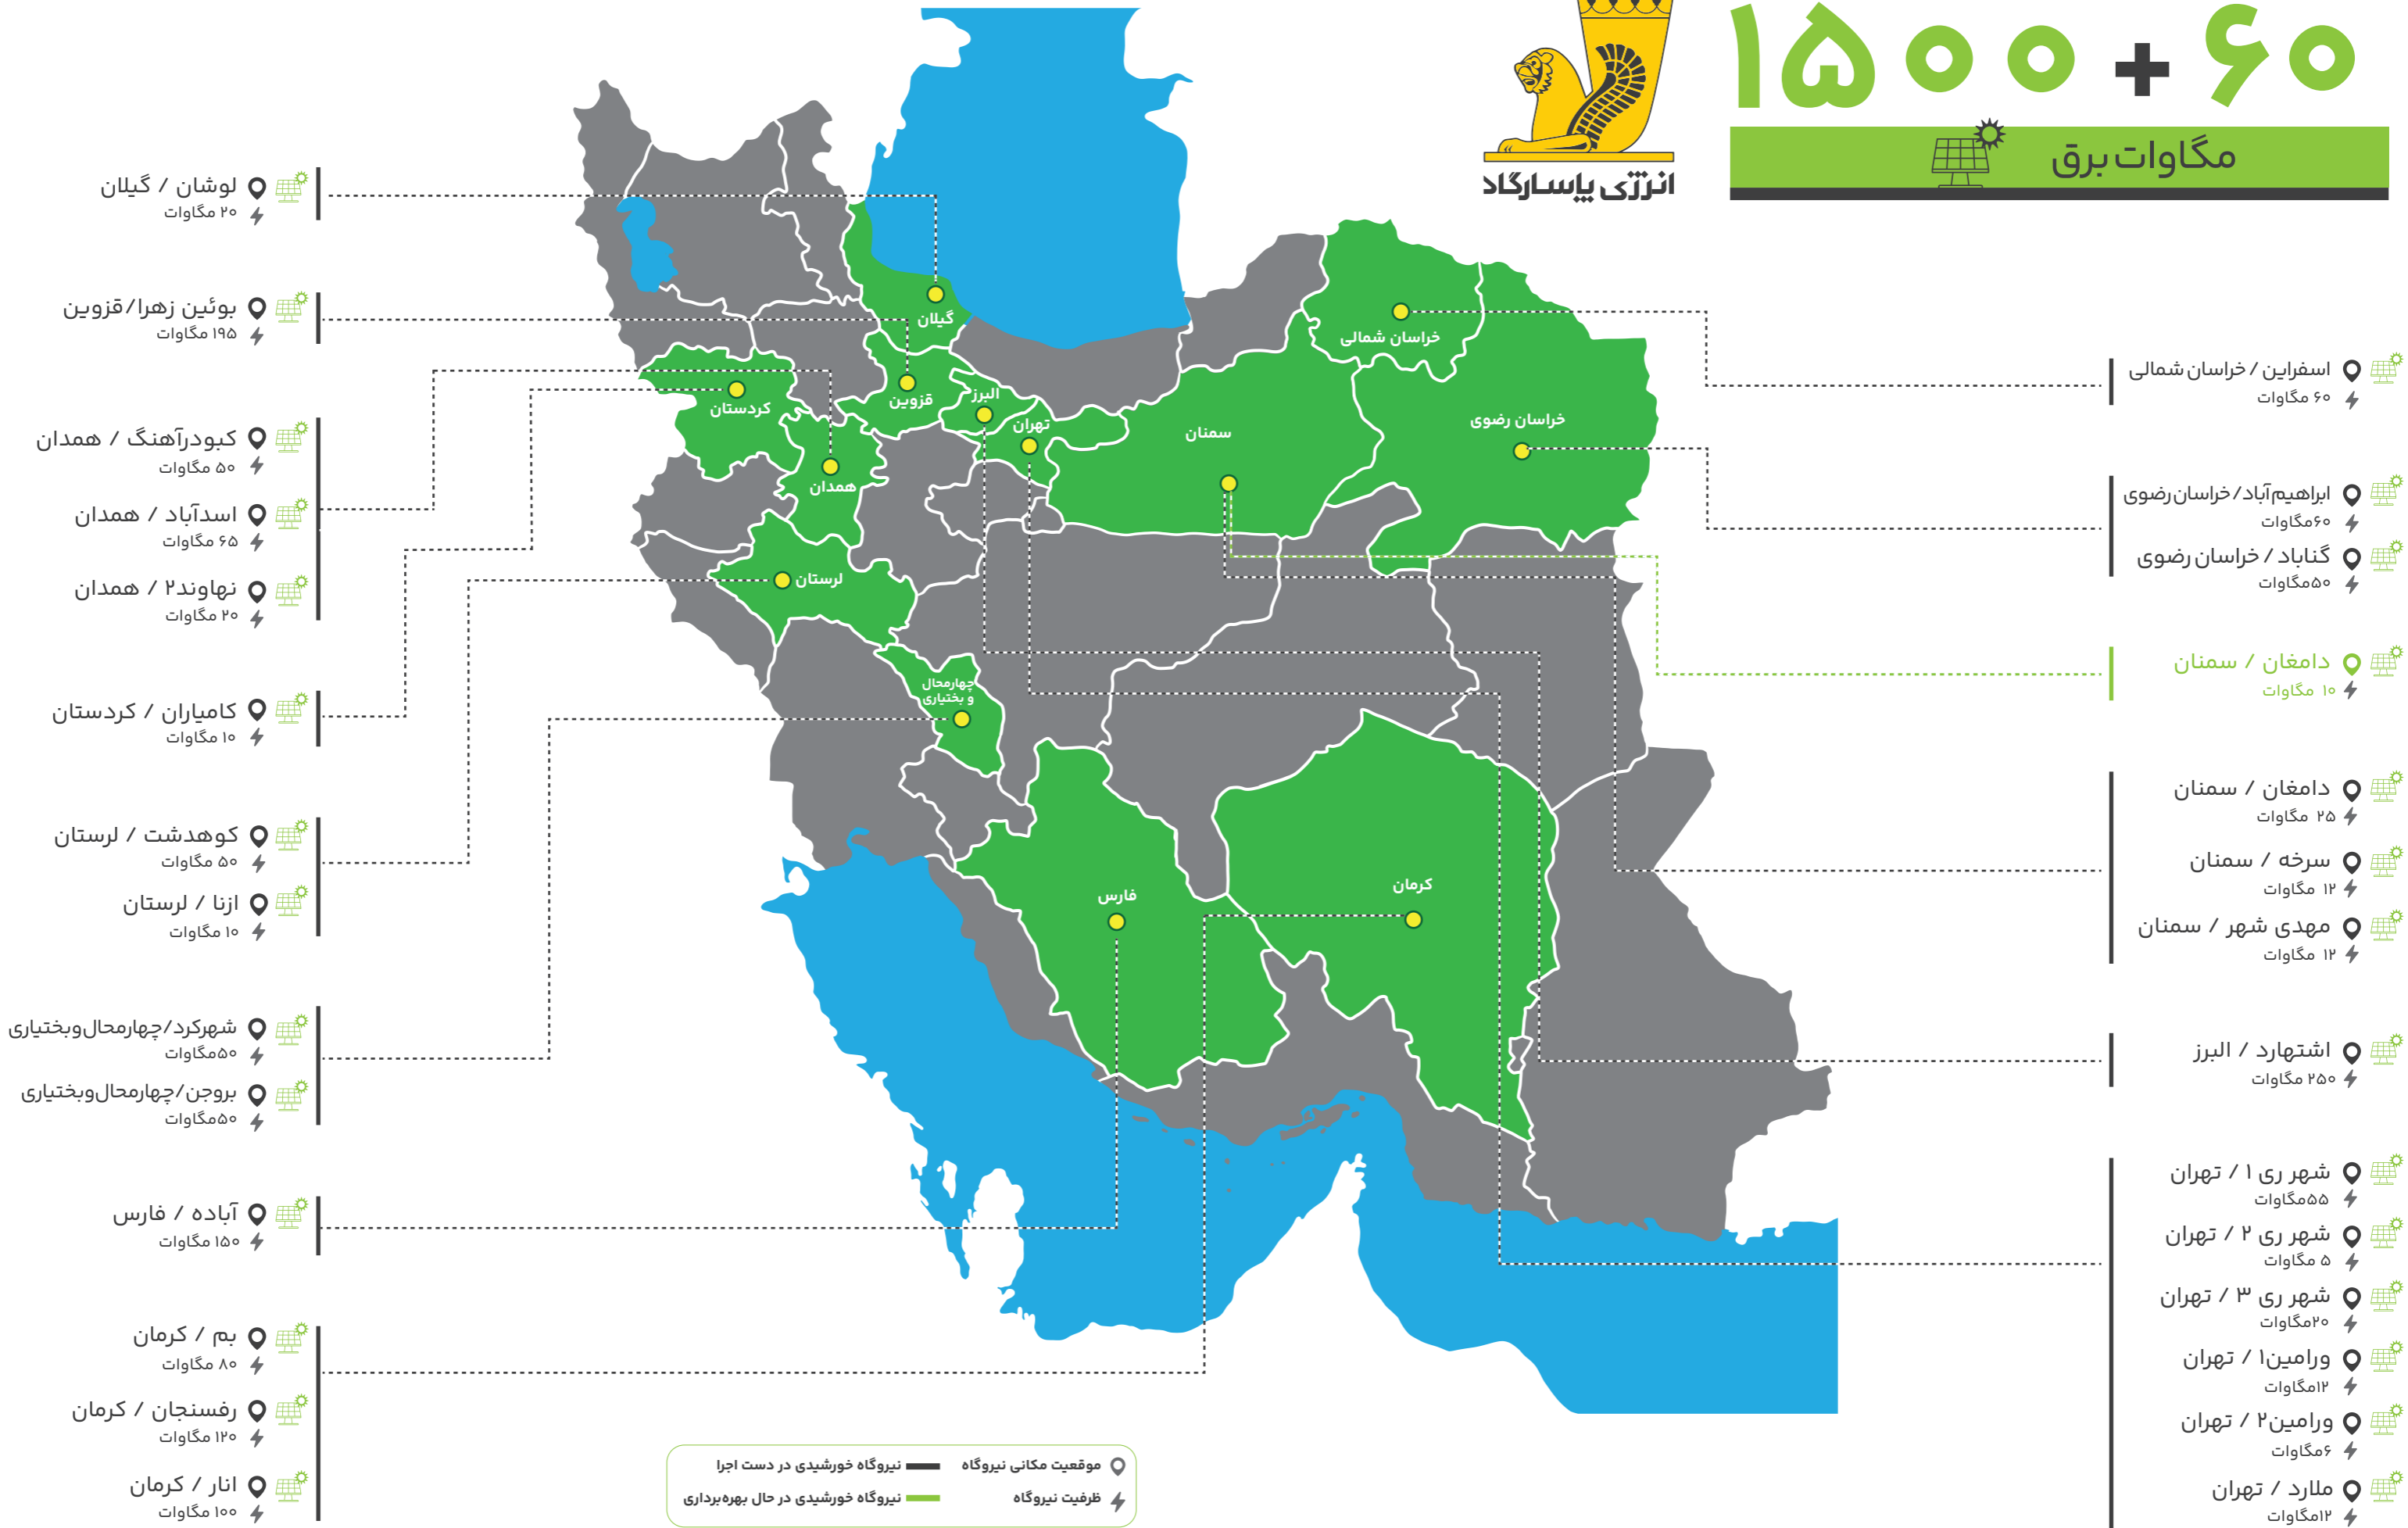 ۱۵۰۰ + ۶۰
مگاوات برق
انرژی پاسارگاد
لوشان / گیلان
۲۰ مگاوات
بوئین زهرا/قزوین
۱۹۵ مگاوات
کبودرآهنگ / همدان
۵۰ مگاوات
اسدآباد / همدان
۶۵ مگاوات
نهاوند۲ / همدان
۲۰ مگاوات
کامیاران / کردستان
۱۰ مگاوات
کوهدشت / لرستان
۵۰ مگاوات
ازنا / لرستان
۱۰ مگاوات
شهرکرد/چهارمحال‌وبختیاری
۵۰مگاوات
بروجن/چهارمحال‌وبختیاری
۵۰مگاوات
آباده / فارس
۱۵۰ مگاوات
بم / کرمان
۸۰ مگاوات
رفسنجان / کرمان
۱۲۰ مگاوات
انار / کرمان
۱۰۰ مگاوات
گیلان
خراسان شمالی
کردستان
قزوین
البرز
تهران
سمنان
خراسان رضوی
همدان
لرستان
چهارمحال
و بختیاری
فارس
کرمان
اسفراین / خراسان شمالی
۶۰ مگاوات
ابراهیم‌آباد/خراسان رضوی
۶۰مگاوات
گناباد / خراسان رضوی
۵۰مگاوات
دامغان / سمنان
۱۰ مگاوات
دامغان / سمنان
۲۵ مگاوات
سرخه / سمنان
۱۲ مگاوات
مهدی شهر / سمنان
۱۲ مگاوات
اشتهارد / البرز
۲۵۰ مگاوات
شهر ری ۱ / تهران
۵۵مگاوات
شهر ری ۲ / تهران
۵ مگاوات
شهر ری ۳ / تهران
۲۰مگاوات
ورامین۱ / تهران
۱۲مگاوات
ورامین۲ / تهران
۶مگاوات
ملارد / تهران
۱۲مگاوات
موقعیت مکانی نیروگاه
نیروگاه خورشیدی در دست اجرا
ظرفیت نیروگاه
نیروگاه خورشیدی در حال بهره‌برداری